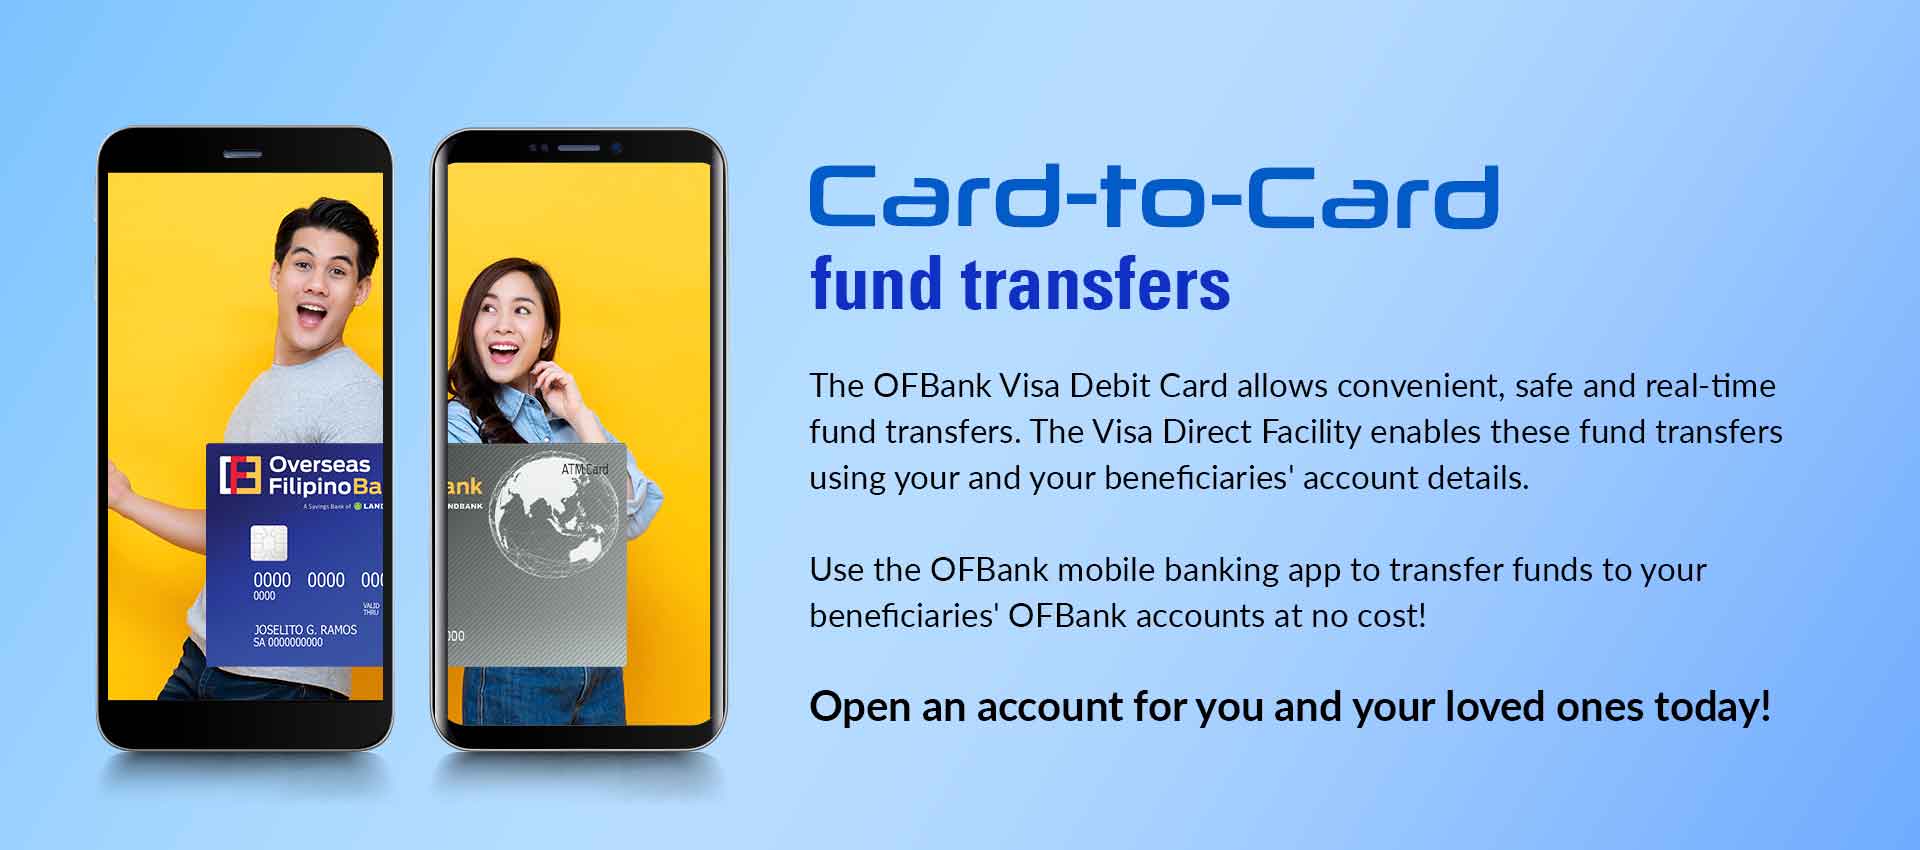 Card-to-Card
fund transfers
The OFBank Visa Debit Card allows convenient, safe and real-time
fund transfers. The Visa Direct Facility enables these fund transfers
using your and your beneficiaries' account details.
Use the OFBank mobile banking app to transfer funds to your
beneficiaries' OFBank accounts at no cost!
Open an account for you and your loved ones today!
Overseas
FilipinoBa
A Savings Bank of LAND
0000 0000 000
0000
VALID
THRU
JOSELITO G. RAMOS
SA 0000000000
ATM Card
ank
NDBANK
000